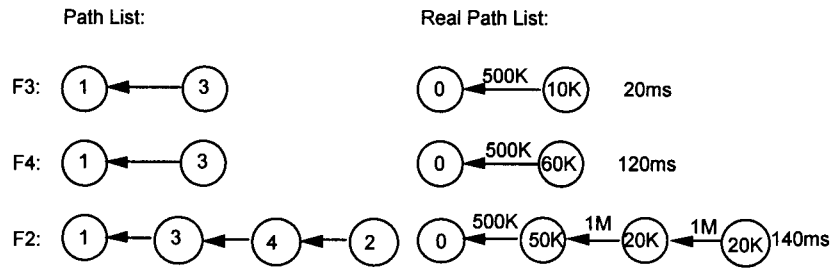 Path List: Real Path List:
F3: 1 3 0 500K 10K 20ms
F4: 1 3 0 500K 60K 120ms
F2: 1 3 4 2 0 500K 50K 1M 20K 1M 20K 140ms